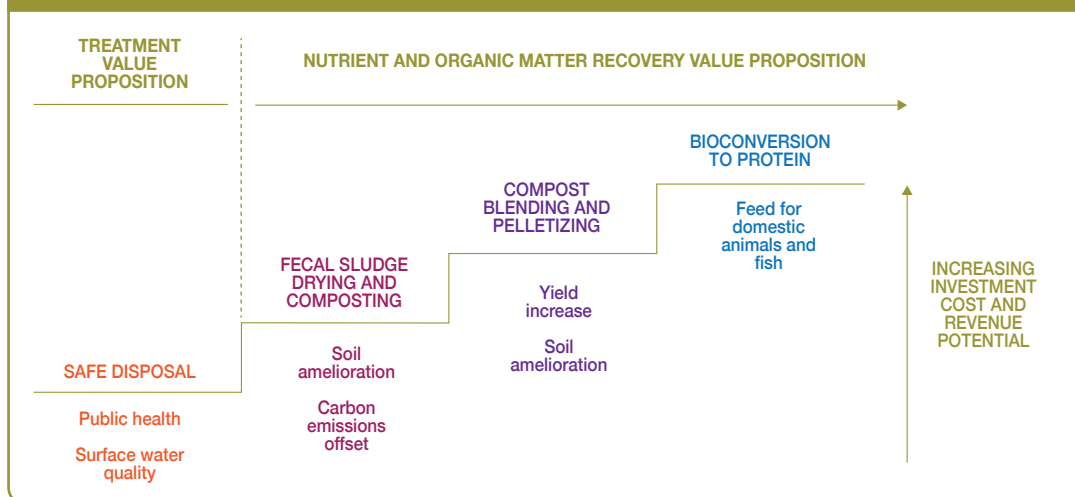 TREATMENT
VALUE
PROPOSITION
NUTRIENT AND ORGANIC MATTER RECOVERY VALUE PROPOSITION
BIOCONVERSION
TO PROTEIN
Feed for
domestic
animals and
fish
COMPOST
BLENDING AND
PELLETIZING
Yield
increase
Soil
amelioration
FECAL SLUDGE
DRYING AND
COMPOSTING
Soil
amelioration
Carbon
emissions
offset
SAFE DISPOSAL
Public health
Surface water
quality
INCREASING
INVESTMENT
COST AND
REVENUE
POTENTIAL